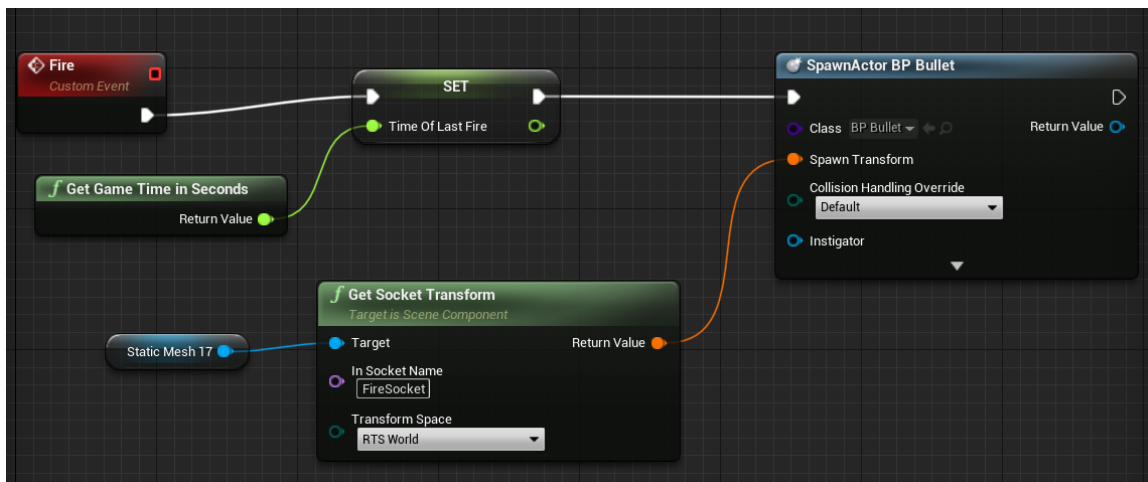 Fire
Custom Event
SET
Time Of Last Fire
f Get Game Time in Seconds
Return Value
SpawnActor BP Bullet
Class BP Bullet Return Value
Spawn Transform
Collision Handling Override
Default
Instigator
f Get Socket Transform
Target is Scene Component
Target Return Value
In Socket Name
FireSocket
Transform Space
RTS World
Static Mesh 17